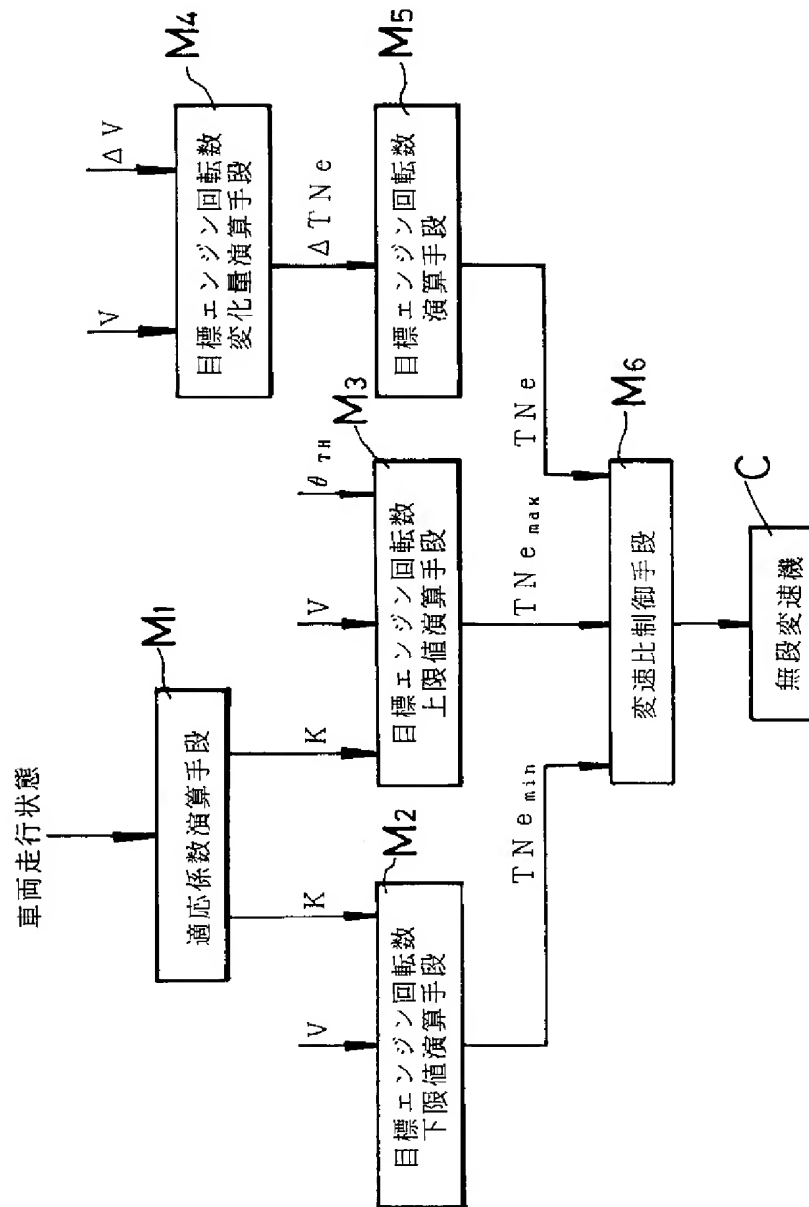 車両走行状態
M1
適応係数演算手段
K
K
V
M2
目標エンジン回転数
下限値演算手段
V
θTH
M3
目標エンジン回転数
上限値演算手段
V
ΔV
M4
目標エンジン回転数
変化量演算手段
ΔTNe
M5
目標エンジン回転数
演算手段
TNemin
TNemax
TNe
M6
変速比制御手段
C
無段変速機